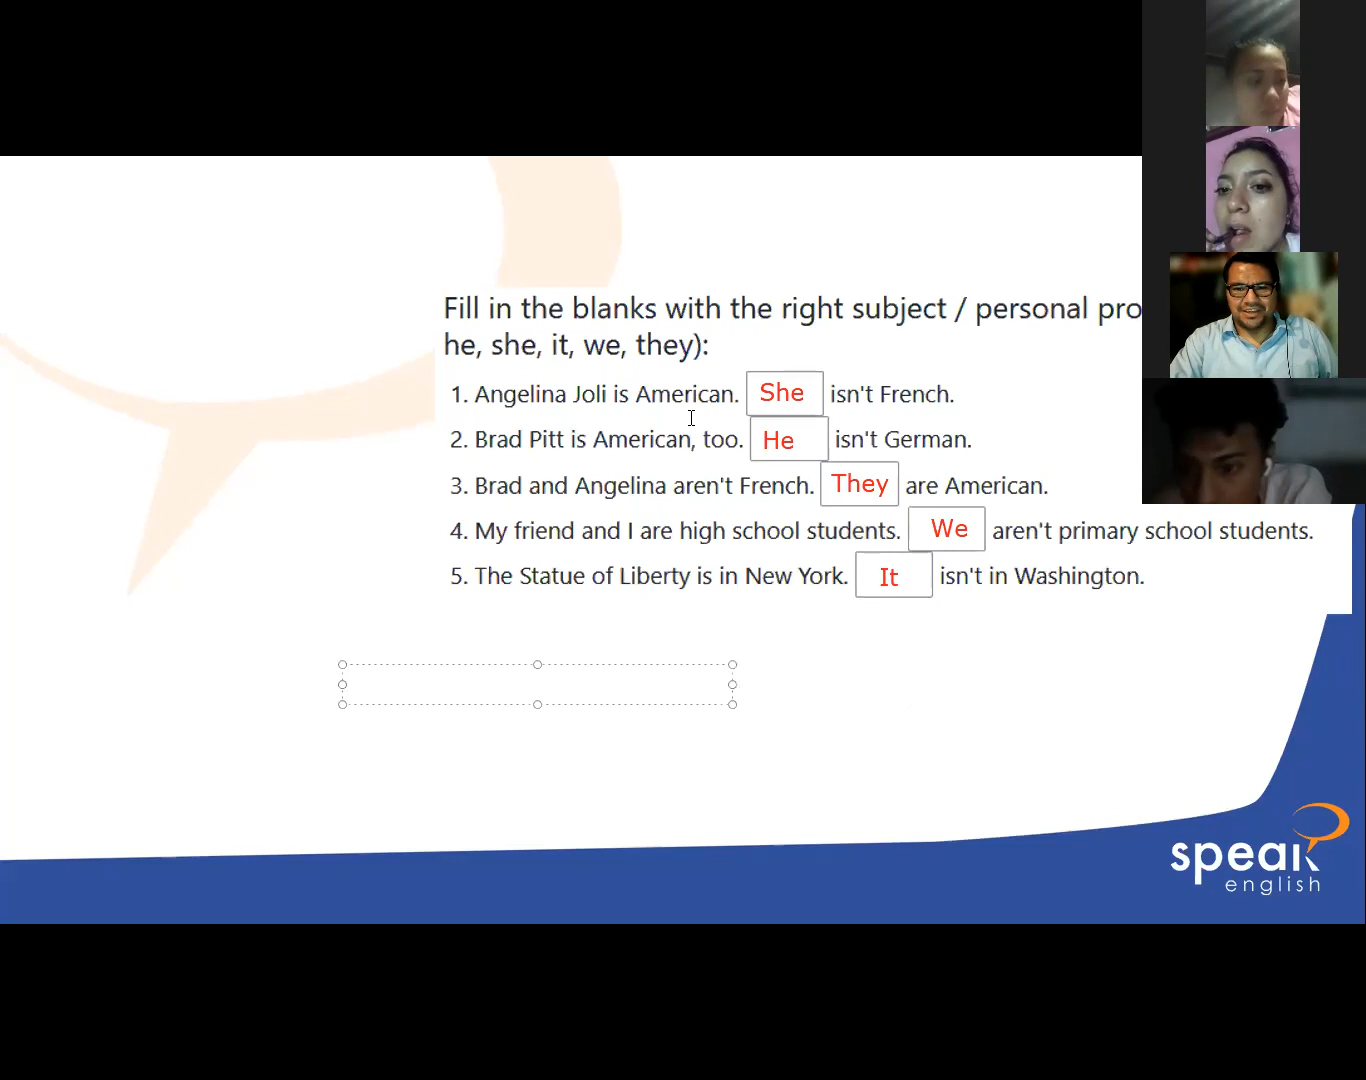 Fill in the blanks with the right subject / personal pro
he, she, it, we, they):
1. Angelina Joli is American. She isn't French.
2. Brad Pitt is American, too. He isn't German.
3. Brad and Angelina aren't French. They are American.
4. My friend and I are high school students. We aren't primary school students.
5. The Statue of Liberty is in New York. It isn't in Washington.
speak
english